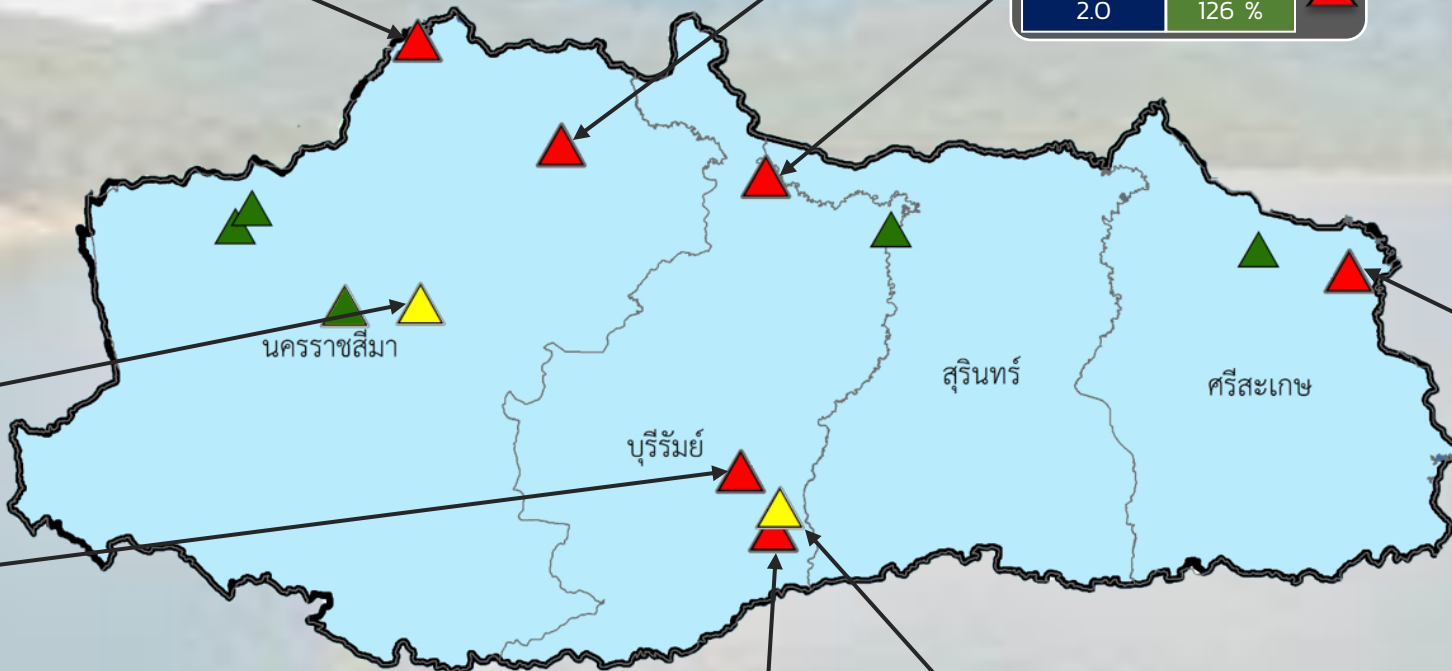 2.0 126 %
นครราชสีมา
สุรินทร์
ศรีสะเกษ
บุรีรัมย์